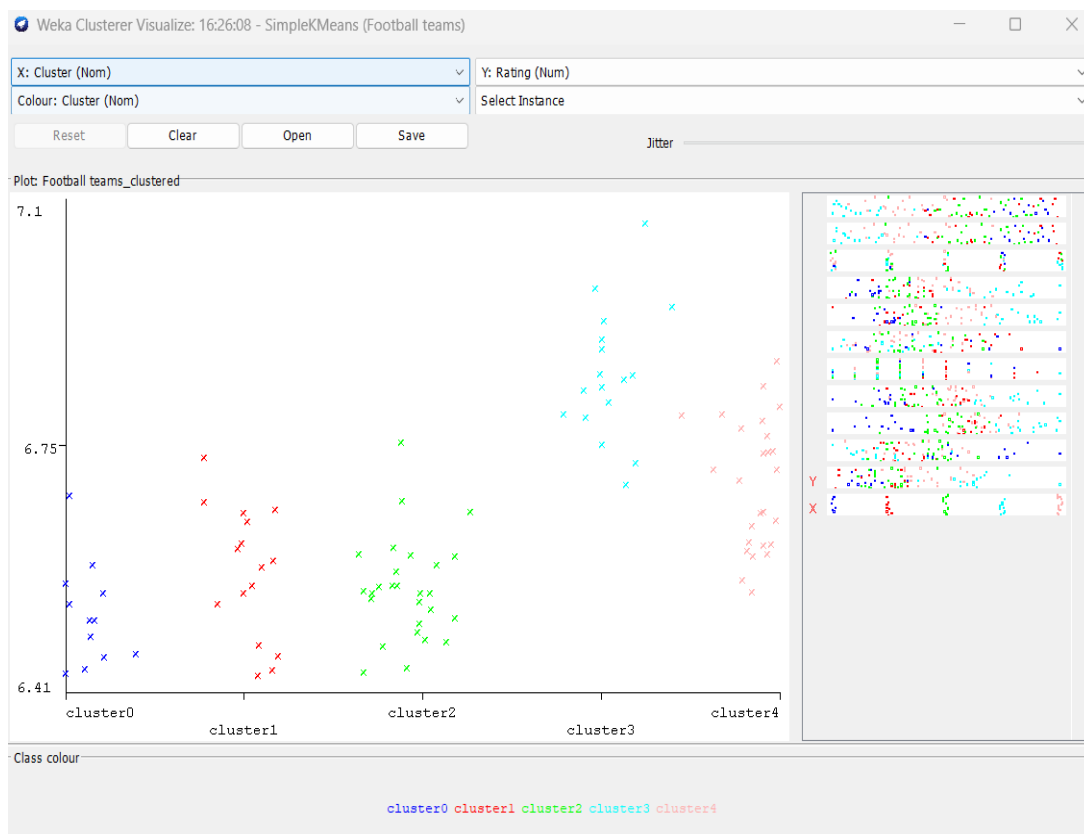 Weka Clusterer Visualize: 16:26:08 - SimpleKMeans (Football teams)
X: Cluster (Nom) Y: Rating (Num)
Colour: Cluster (Nom) Select Instance
Reset Clear Open Save Jitter
Plot: Football teams_clustered
7.1
6.75
Y
X
6.41
cluster0 cluster2 cluster4
cluster1 cluster3
Class colour
cluster0 cluster1 cluster2 cluster3 cluster4